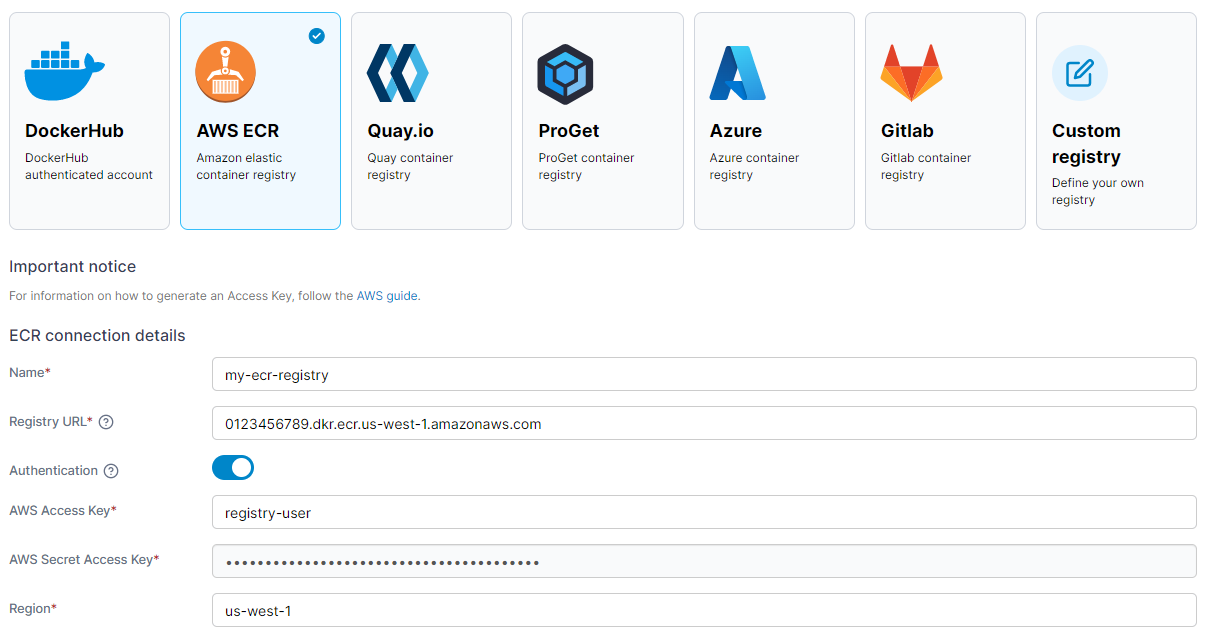 DockerHub
DockerHub
authenticated account
AWS ECR
Amazon elastic
container registry
Quay.io
Quay container
registry
ProGet
ProGet container
registry
Azure
Azure container
registry
Gitlab
Gitlab container
registry
Custom
registry
Define your own
registry
Important notice
For information on how to generate an Access Key, follow the AWS guide.
ECR connection details
Name* my-ecr-registry
Registry URL* ? 0123456789.dkr.ecr.us-west-1.amazonaws.com
Authentication ?
AWS Access Key* registry-user
AWS Secret Access Key* ••••••••••••••••••••••••••••••••••••••••
Region* us-west-1